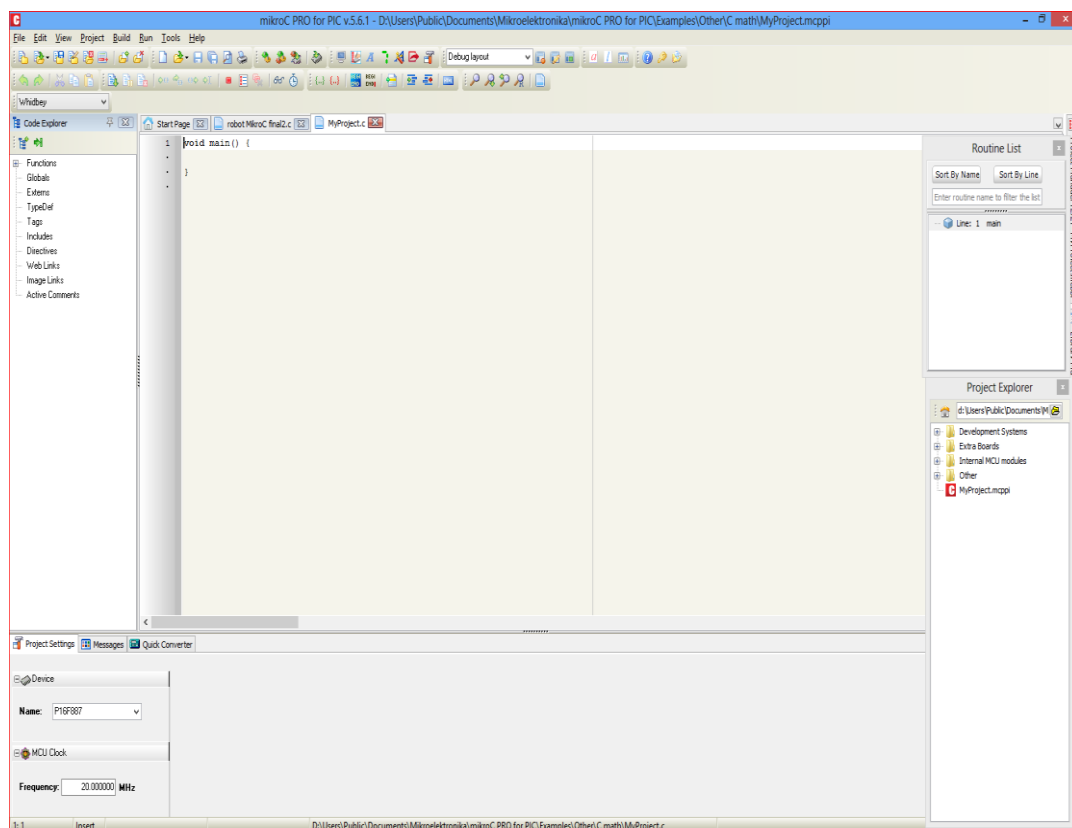 mikroC PRO for PIC v.5.6.1 - D:\Users\Public\Documents\Mikroelektronika\mikroC PRO for PIC\Examples\Other\C math\MyProject.mcppi
File Edit View Project Build Run Tools Help
Debug layout
Whidbey
Code Explorer
Functions
Globals
Externs
TypeDef
Tags
Includes
Directives
Web Links
Image Links
Active Comments
Start Page robot MikroC final2.c MyProject.c
1 void main() {
}
Routine List
Sort By Name Sort By Line
Enter routine name to filter the list
Line: 1 main
Project Explorer
d:\Users\Public\Documents\M
Development Systems
Extra Boards
Internal MCU modules
Other
MyProject.mcppi
Project Settings Messages Quick Converter
Device
Name: P16F887
MCU Clock
Frequency: 20.000000 MHz
1:1 Insert D:\Users\Public\Documents\Mikroelektronika\mikroC PRO for PIC\Examples\Other\C math\MyProject.c